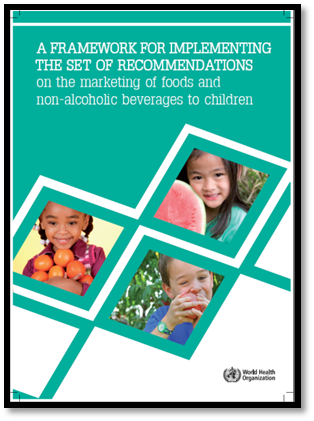 A FRAMEWORK FOR IMPLEMENTING
THE SET OF RECOMMENDATIONS
on the marketing of foods and
non-alcoholic beverages to children
World Health
Organization